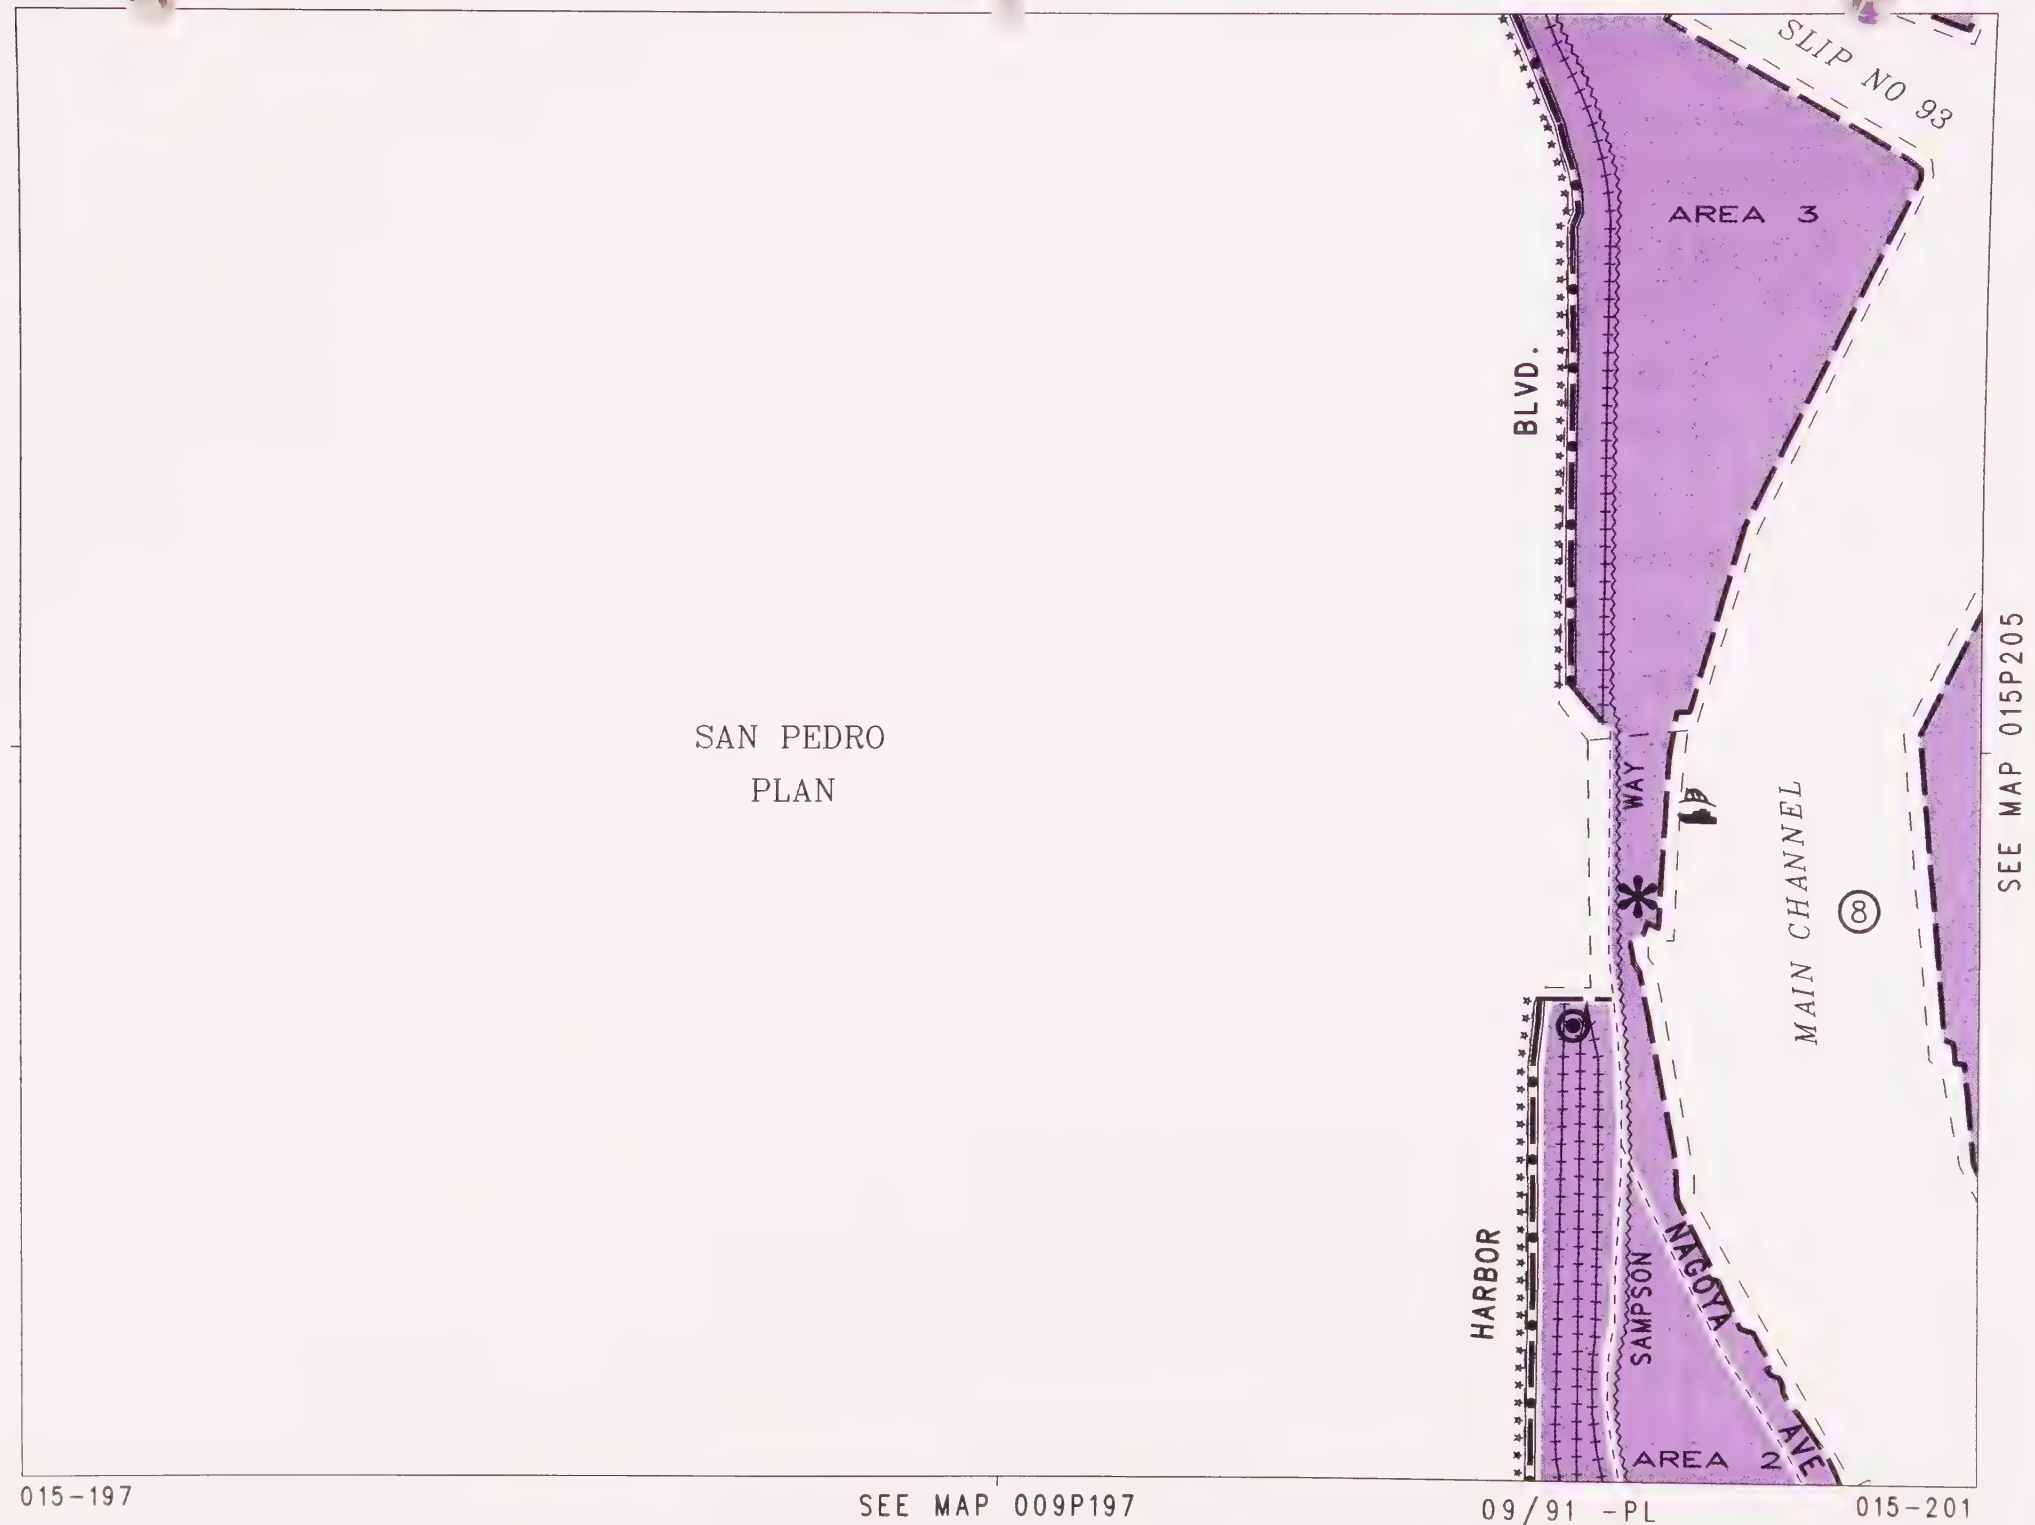 SLIP NO 93
AREA 3
BLVD.
SEE MAP 015P205
SAN PEDRO
PLAN
WAY
MAIN CHANNEL
8
HARBOR
SAMPSON
NAGOYA AVE
AREA 2
015-197
SEE MAP 009P197
09/91 -PL
015-201